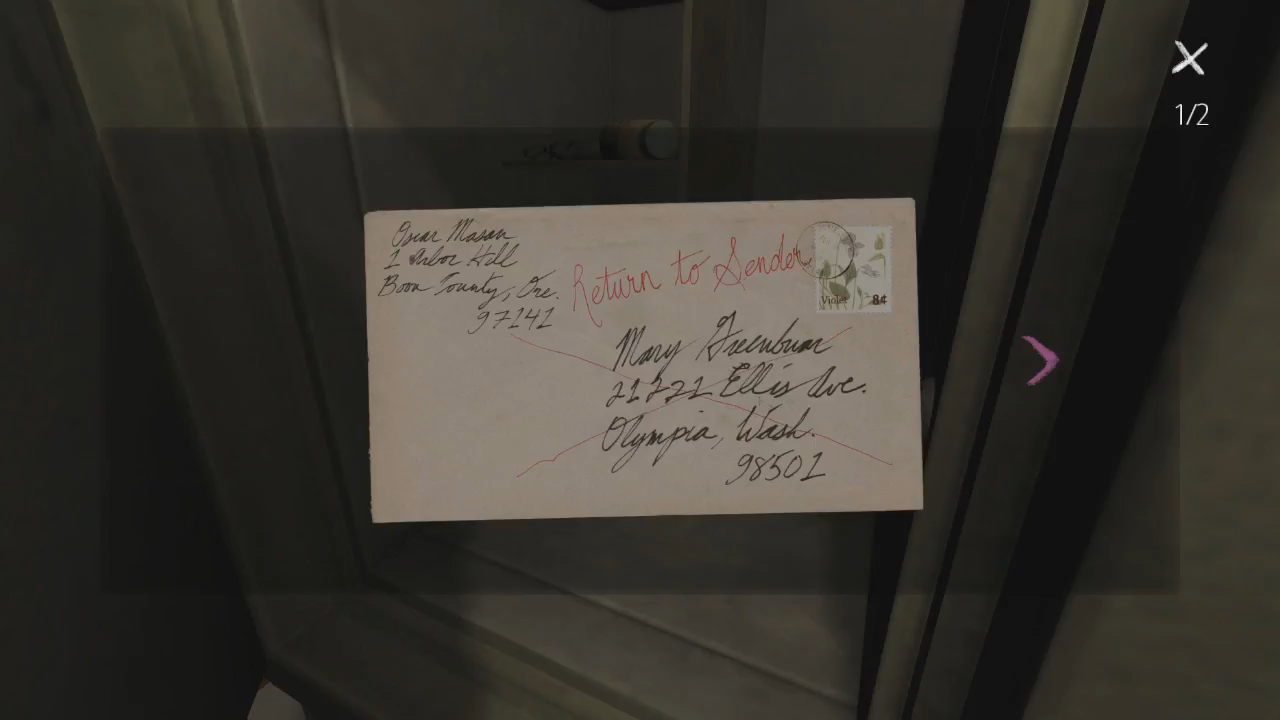 1/2
Oscar Mason
1 Arbor Hill
Boon County, Ore.
97141
Return to Sender
Violet 8¢
Mary Greenbriar
21221 Ellis Ave.
Olympia, Wash.
98501